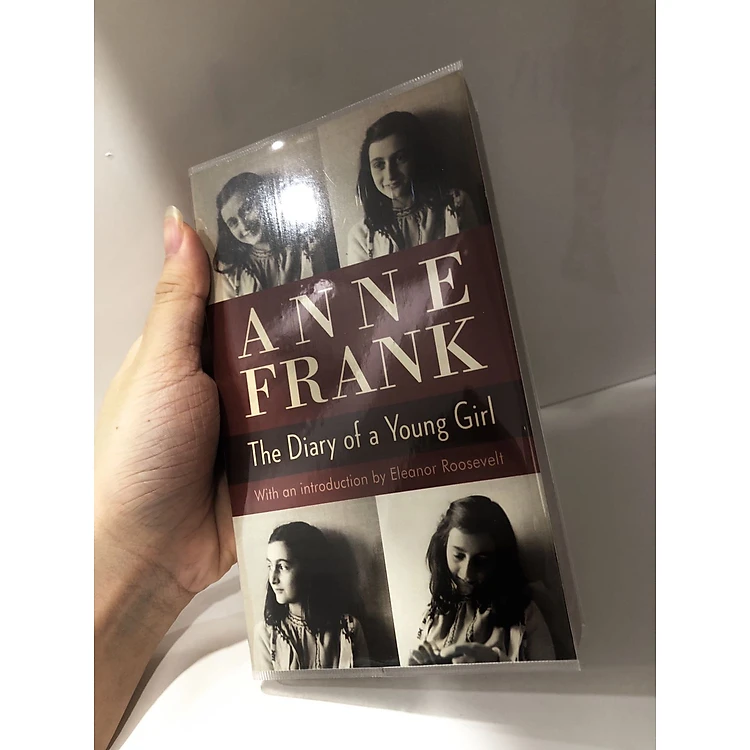 ANNE
FRANK
The Diary of a Young Girl
With an introduction by Eleanor Roosevelt